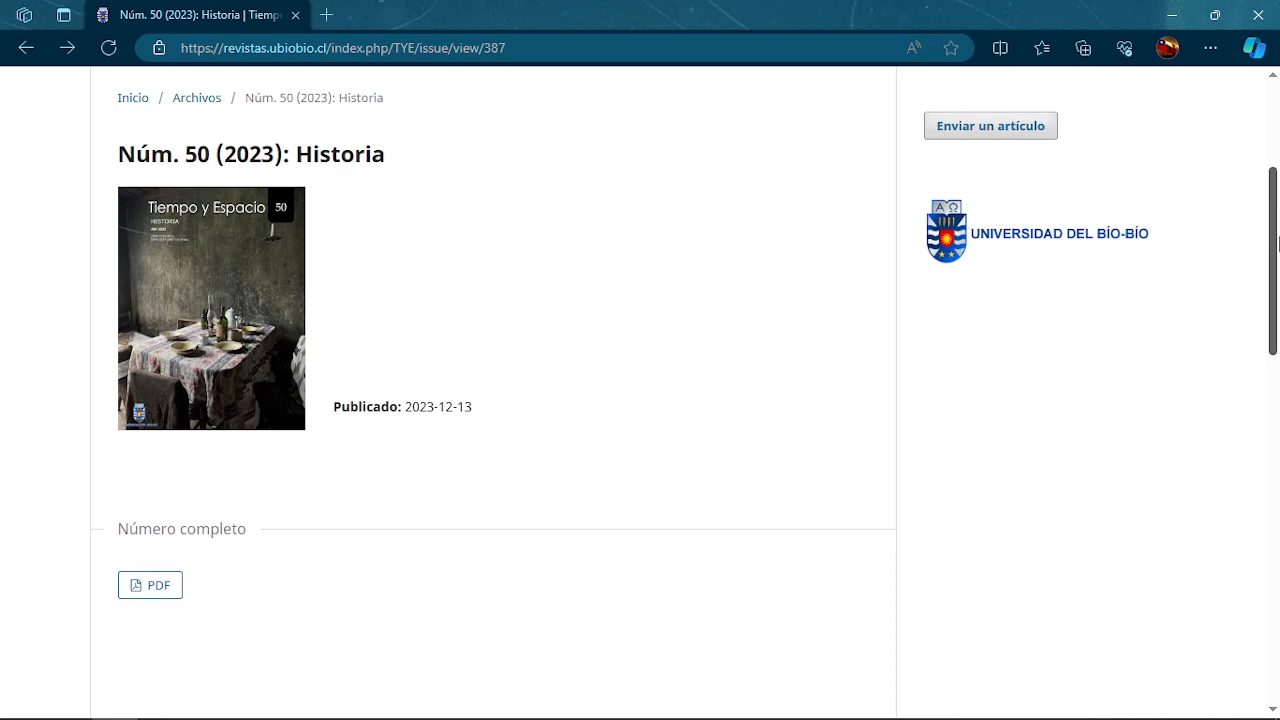 Núm. 50 (2023): Historia | Tiemp
https://revistas.ubiobio.cl/index.php/TYE/issue/view/387
Inicio / Archivos / Núm. 50 (2023): Historia
Enviar un artículo
Núm. 50 (2023): Historia
Tiempo y Espacio 50
HISTORIA
UNIVERSIDAD DEL BÍO-BÍO
Publicado: 2023-12-13
Número completo
PDF